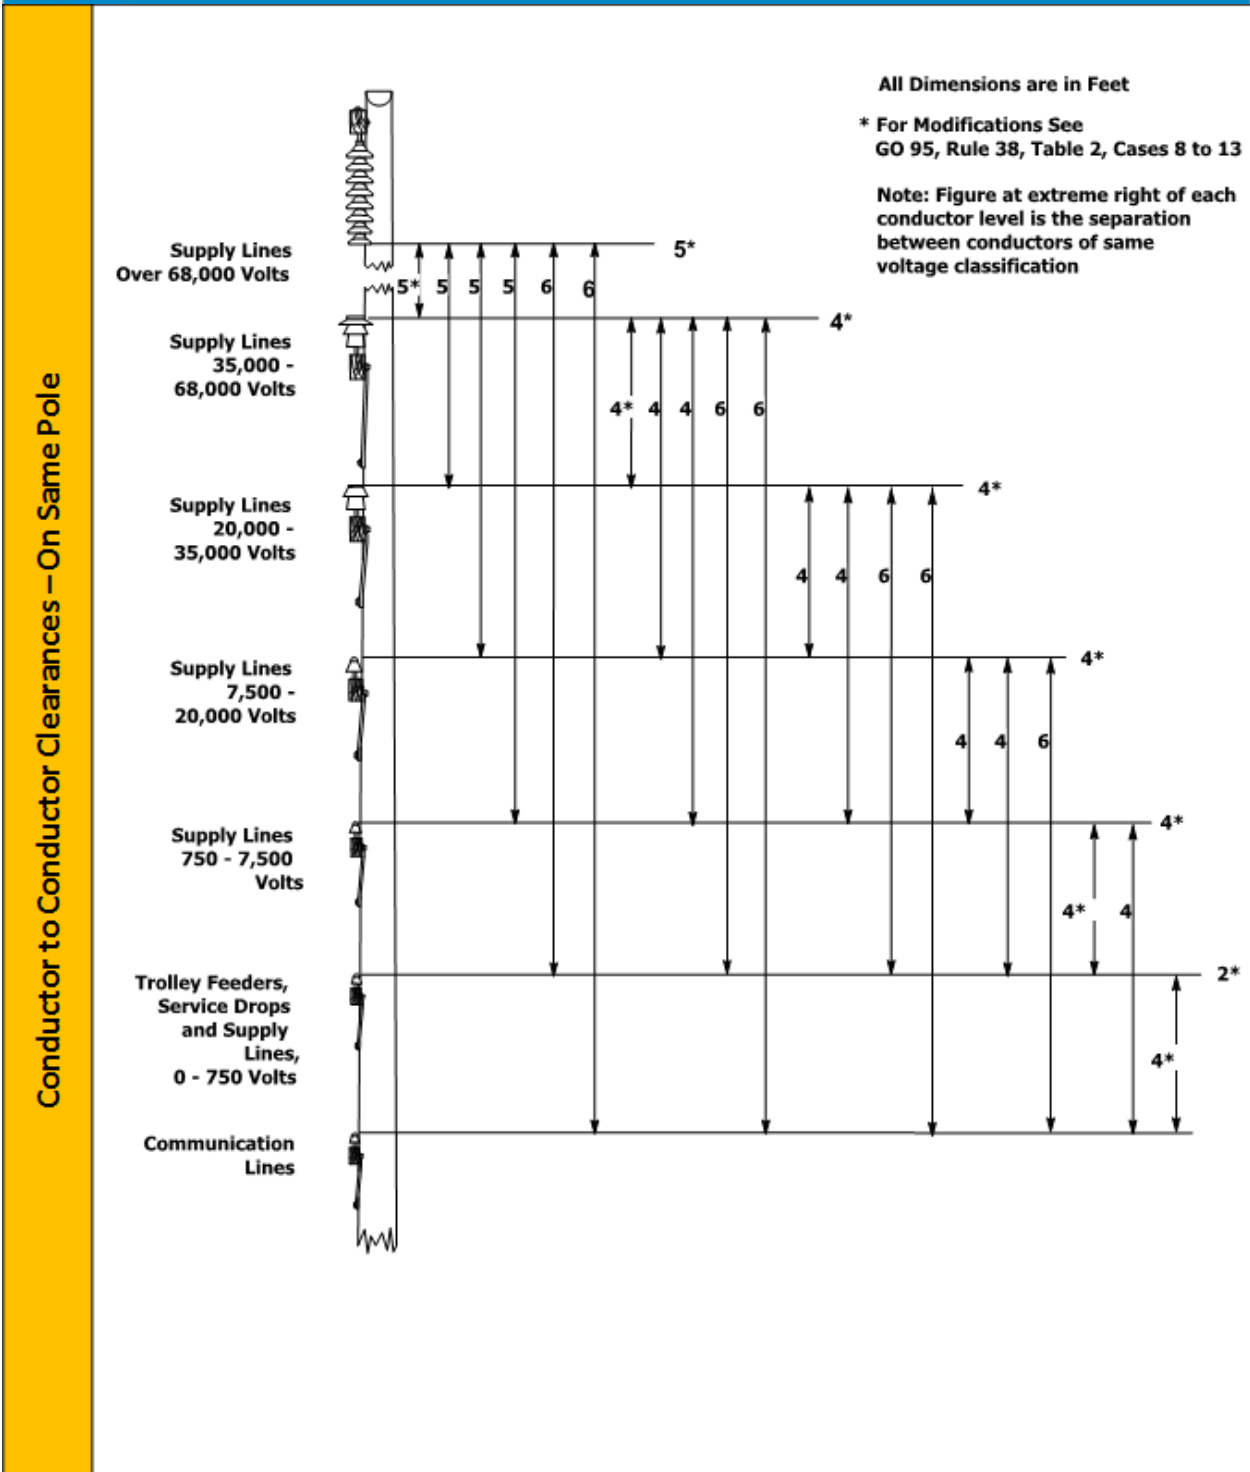 Conductor to Conductor Clearances – On Same Pole
All Dimensions are in Feet
* For Modifications See
GO 95, Rule 38, Table 2, Cases 8 to 13
Note: Figure at extreme right of each
conductor level is the separation
between conductors of same
voltage classification
Supply Lines
Over 68,000 Volts
5*
5* 5 5 5 6 6
4*
Supply Lines
35,000 -
68,000 Volts
4* 4 4 6 6
4*
Supply Lines
20,000 -
35,000 Volts
4 4 6 6
4*
Supply Lines
7,500 -
20,000 Volts
4 4 6
4*
Supply Lines
750 - 7,500
Volts
4* 4
2*
Trolley Feeders,
Service Drops
and Supply
Lines,
0 - 750 Volts
4*
Communication
Lines